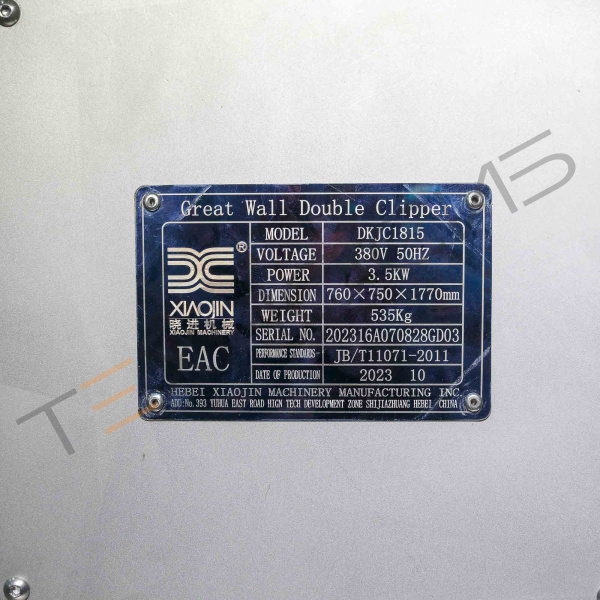 Great Wall Double Clipper
MODEL DKJC1815
VOLTAGE 380V 50HZ
POWER 3.5KW
DIMENSION 760×750×1770mm
WEIGHT 535Kg
SERIAL NO. 202316A070828GD03
PERFORMANCE STANDARDS- JB/T11071-2011
DATE OF PRODUCTION 2023 10
®
XIAOJIN
晓进机械
XIAOJIN MACHINERY
EAC
HEBEI XIAOJIN MACHINERY MANUFACTURING INC.
ADD:No.393 YUHUA EAST ROAD HIGN TECH DEVELOPMENT ZONE SHIJIAZHUANG HEBEI CHINA